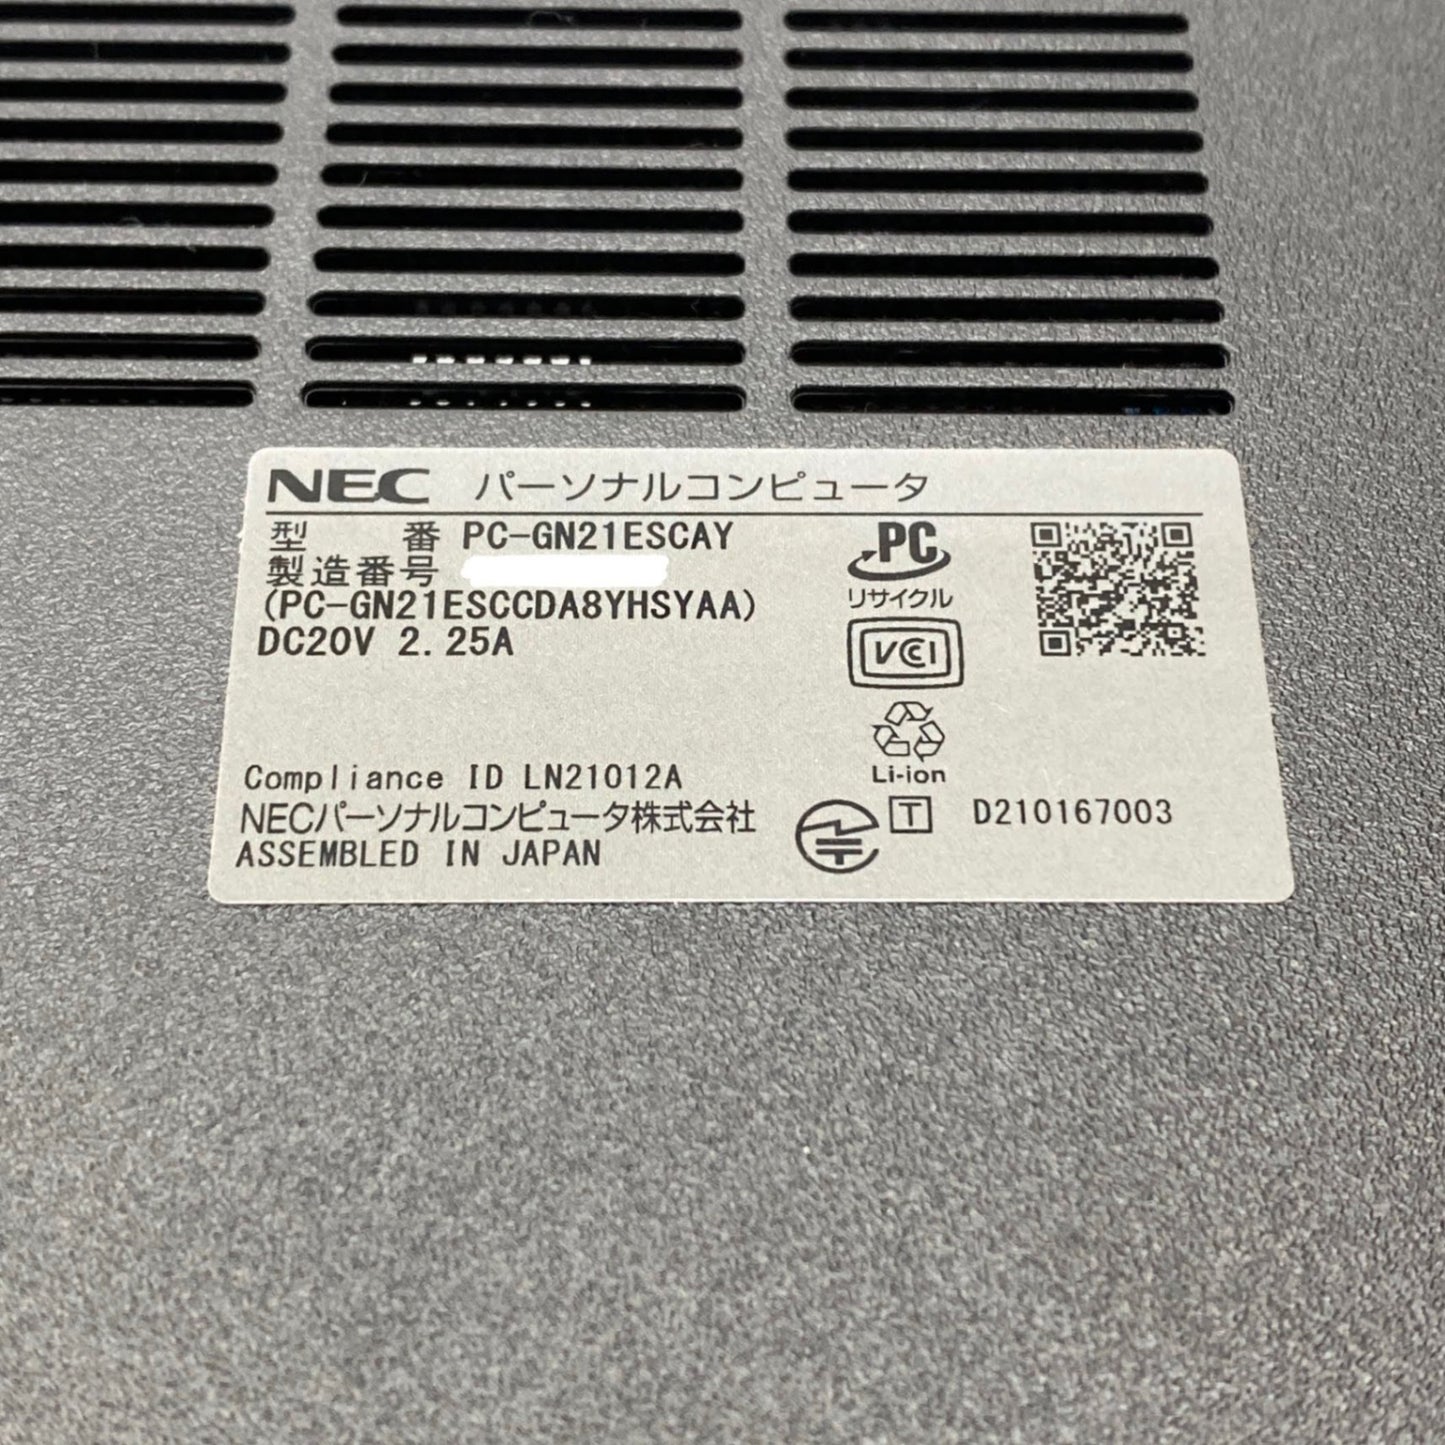 NEC パーソナルコンピュータ
型 番 PC-GN21ESCAY
製造番号
(PC-GN21ESCCDA8YHSYAA)
DC20V 2.25A
PC
リサイクル
VCCI
Li-ion
Compliance ID LN21012A
NECパーソナルコンピュータ株式会社
T D210167003
ASSEMBLED IN JAPAN